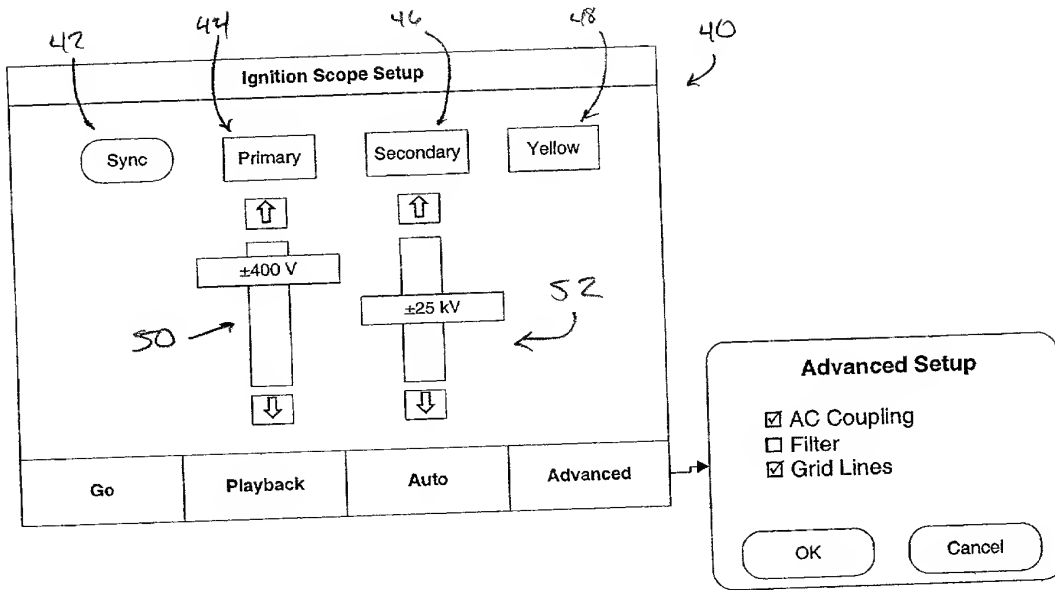 42
44
46
48
40
Ignition Scope Setup
Sync
Primary
Secondary
Yellow
±400 V
±25 kV
50
52
Go
Playback
Auto
Advanced
Advanced Setup
AC Coupling
Filter
Grid Lines
OK
Cancel